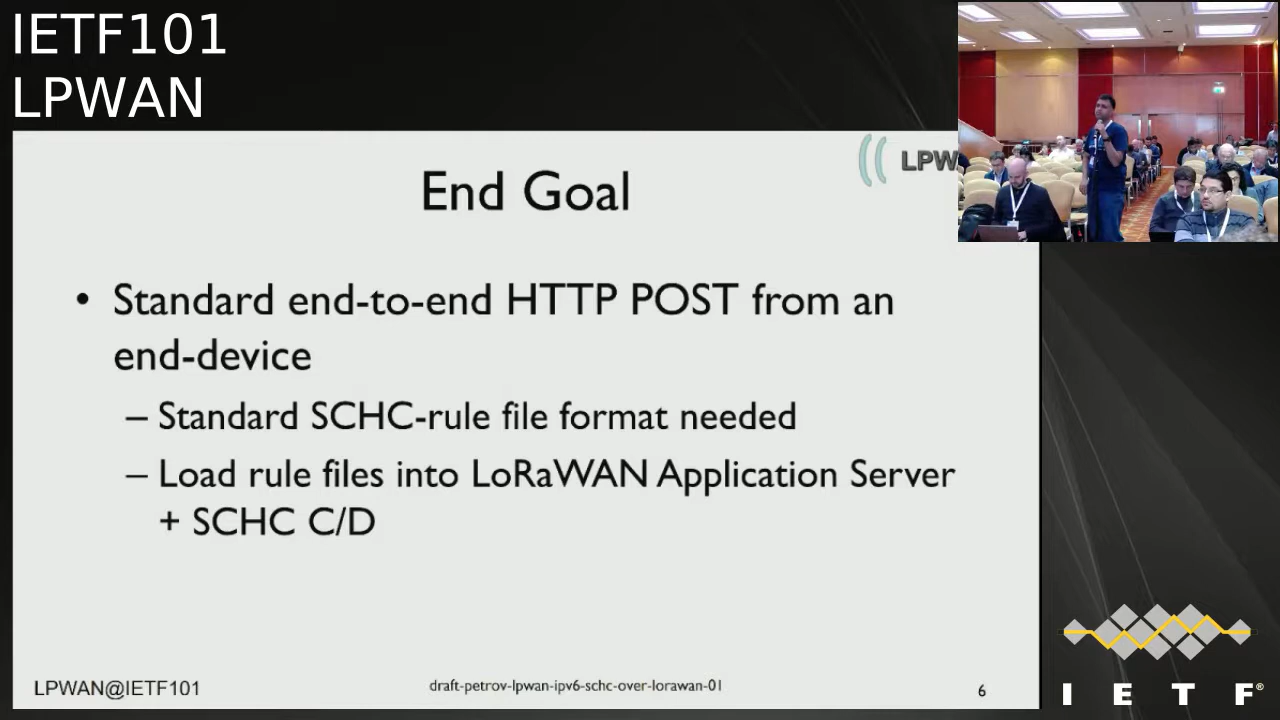 IETF101
LPWAN
LPW
End Goal
• Standard end-to-end HTTP POST from an
end-device
– Standard SCHC-rule file format needed
– Load rule files into LoRaWAN Application Server
+ SCHC C/D
LPWAN@IETF101
draft-petrov-lpwan-ipv6-schc-over-lorawan-01
6
I E T F®